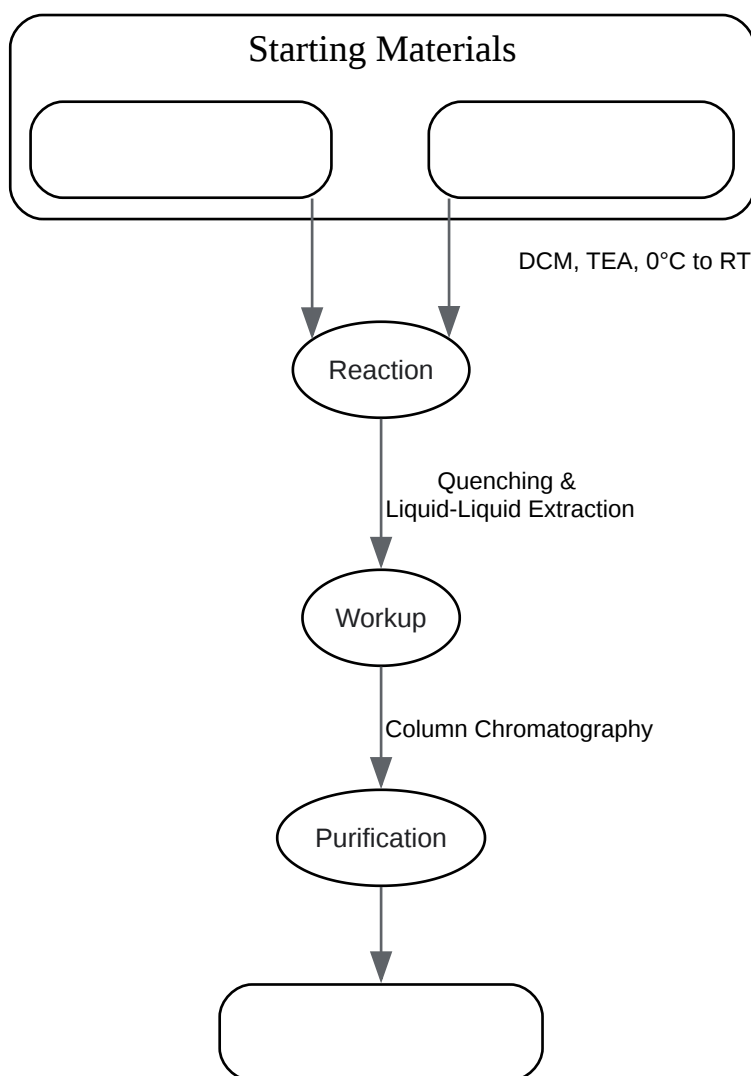 Starting Materials
DCM, TEA, 0°C to RT
Reaction
Quenching &
Liquid-Liquid Extraction
Workup
Column Chromatography
Purification